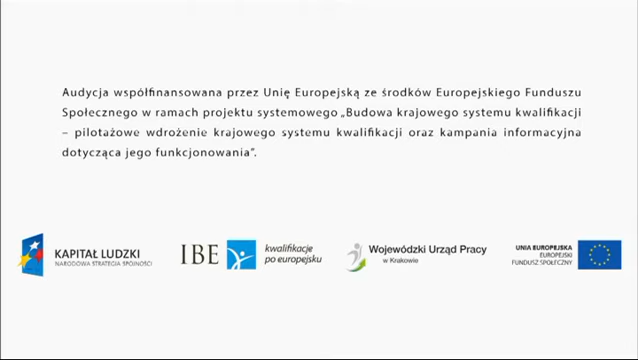 Audycja współfinansowana przez Unię Europejską ze środków Europejskiego Funduszu
Społecznego w ramach projektu systemowego „Budowa krajowego systemu kwalifikacji
– pilotażowe wdrożenie krajowego systemu kwalifikacji oraz kampania informacyjna
dotycząca jego funkcjonowania”.
KAPITAŁ LUDZKI
NARODOWA STRATEGIA SPÓJNOŚCI
IBE
kwalifikacje
po europejsku
Wojewódzki Urząd Pracy
w Krakowie
UNIA EUROPEJSKA
EUROPEJSKI
FUNDUSZ SPOŁECZNY